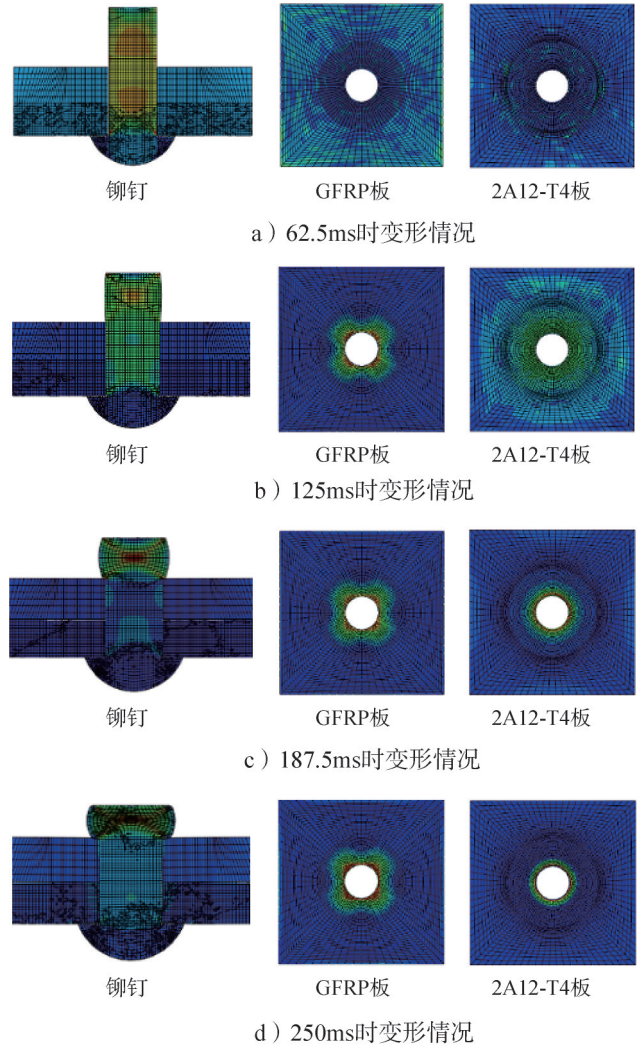 铆钉 GFRP板 2A12-T4板
a）62.5ms时变形情况
铆钉 GFRP板 2A12-T4板
b）125ms时变形情况
铆钉 GFRP板 2A12-T4板
c）187.5ms时变形情况
铆钉 GFRP板 2A12-T4板
d）250ms时变形情况